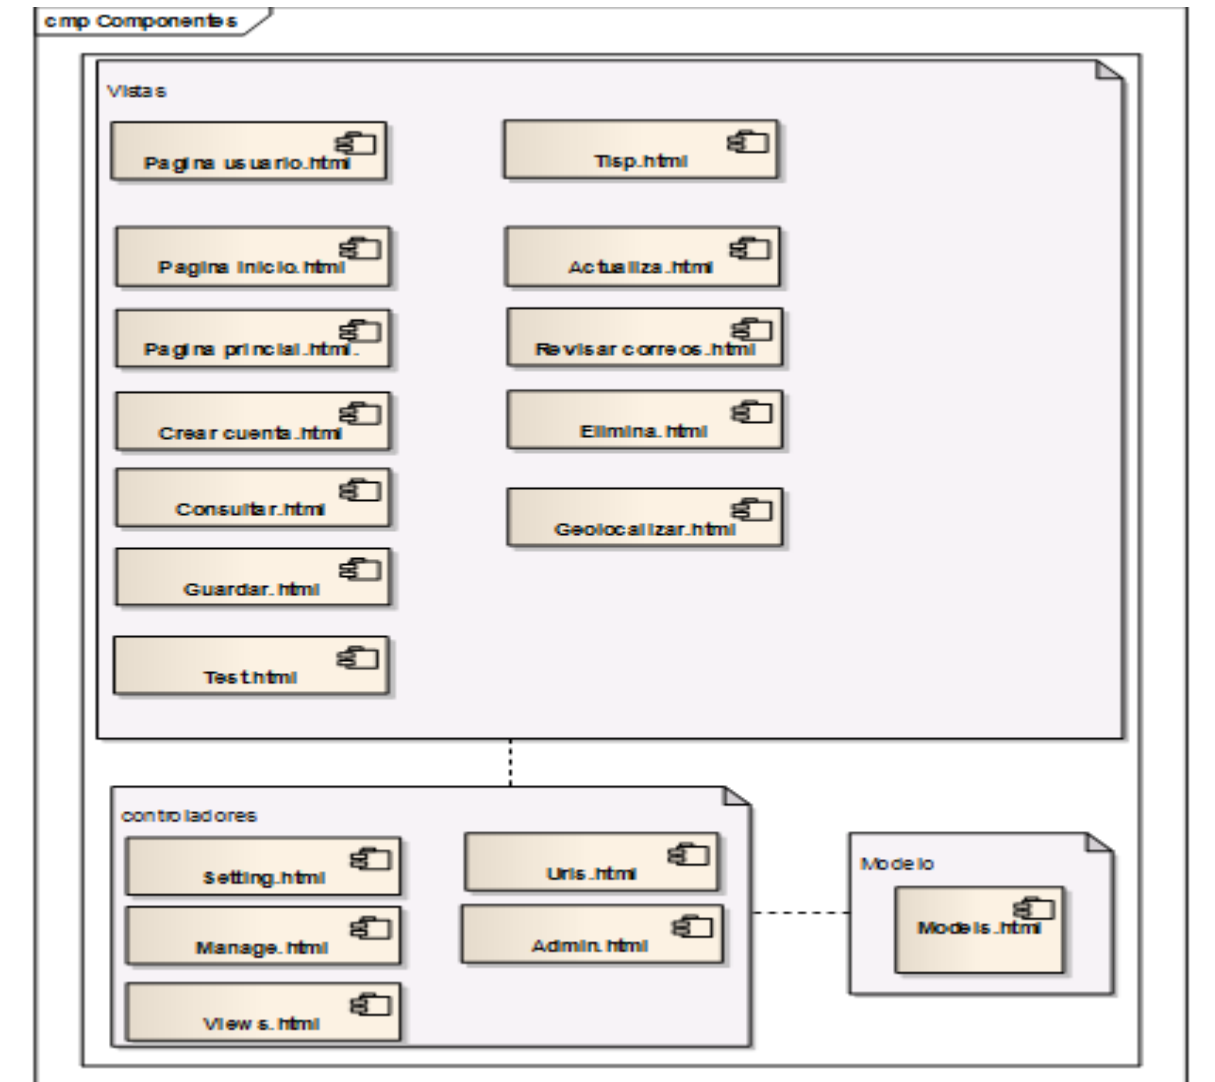 cmp Componentes
Vistas
Pagina usuario.html
Tisp.html
Pagina inicio.html
Actualiza.html
Pagina princial.html.
Revisar correos.html
Crear cuenta.html
Elimina.html
Consultar.html
Geolocalizar.html
Guardar.html
Test.html
controladores
Setting.html
Urls.html
Manage.html
Admin.html
Views.html
Modelo
Models.html